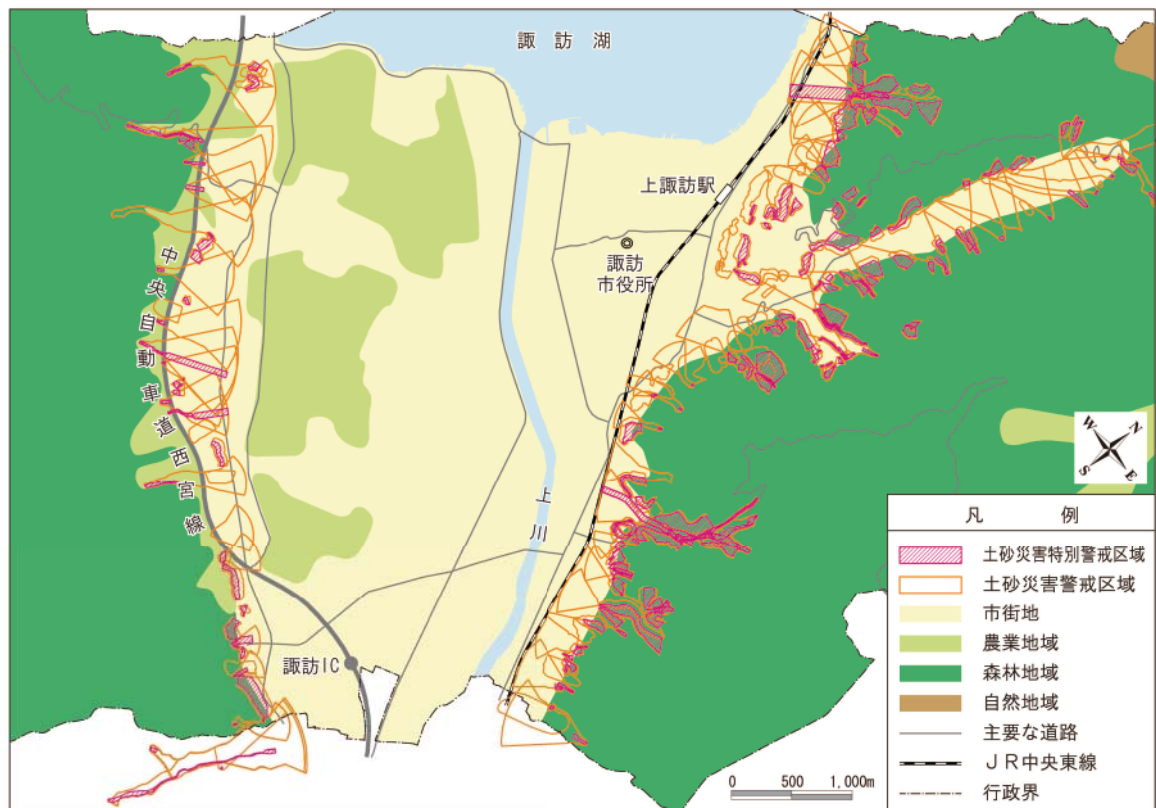 諏訪湖
上諏訪駅
諏訪
市役所
中央自動車道西宮線
上川
諏訪IC
W
N
S
E
凡 例
土砂災害特別警戒区域
土砂災害警戒区域
市街地
農業地域
森林地域
自然地域
主要な道路
JR中央東線
行政界
0 500 1,000m